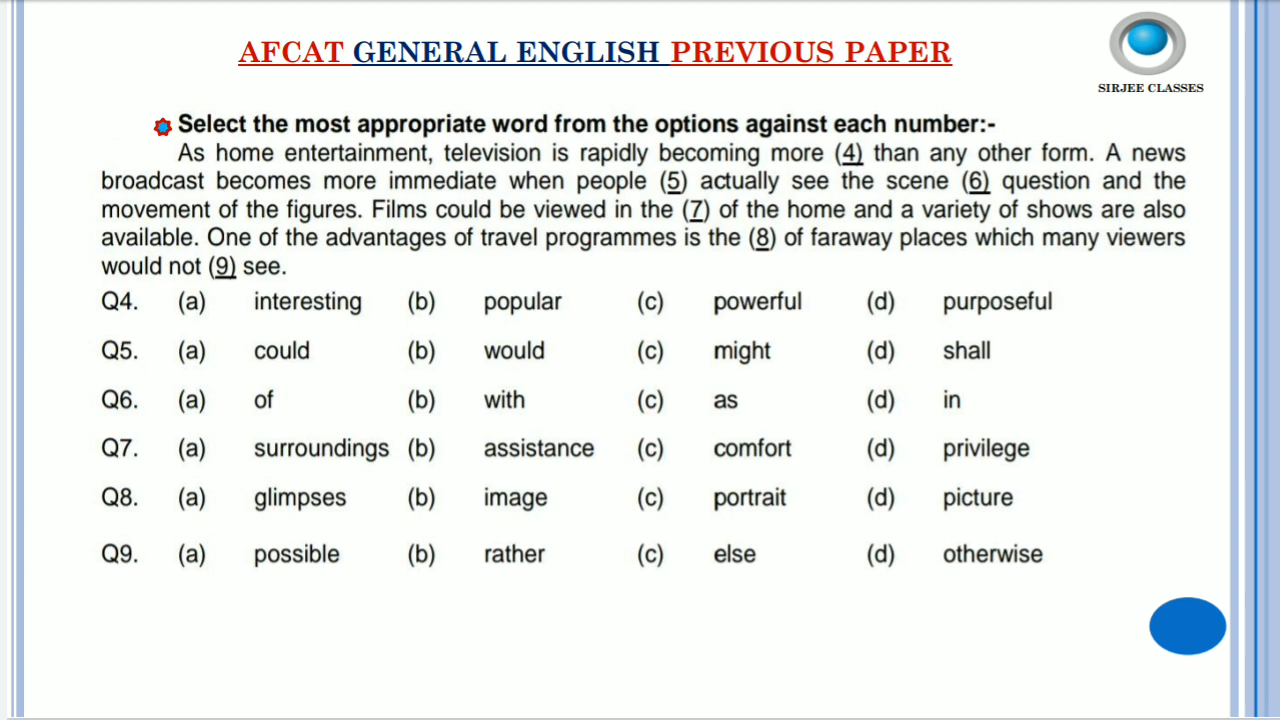 AFCAT GENERAL ENGLISH PREVIOUS PAPER
SIRJEE CLASSES
Select the most appropriate word from the options against each number:-
As home entertainment, television is rapidly becoming more (4) than any other form. A news
broadcast becomes more immediate when people (5) actually see the scene (6) question and the
movement of the figures. Films could be viewed in the (7) of the home and a variety of shows are also
available. One of the advantages of travel programmes is the (8) of faraway places which many viewers
would not (9) see.
Q4. (a) interesting (b) popular (c) powerful (d) purposeful
Q5. (a) could (b) would (c) might (d) shall
Q6. (a) of (b) with (c) as (d) in
Q7. (a) surroundings (b) assistance (c) comfort (d) privilege
Q8. (a) glimpses (b) image (c) portrait (d) picture
Q9. (a) possible (b) rather (c) else (d) otherwise